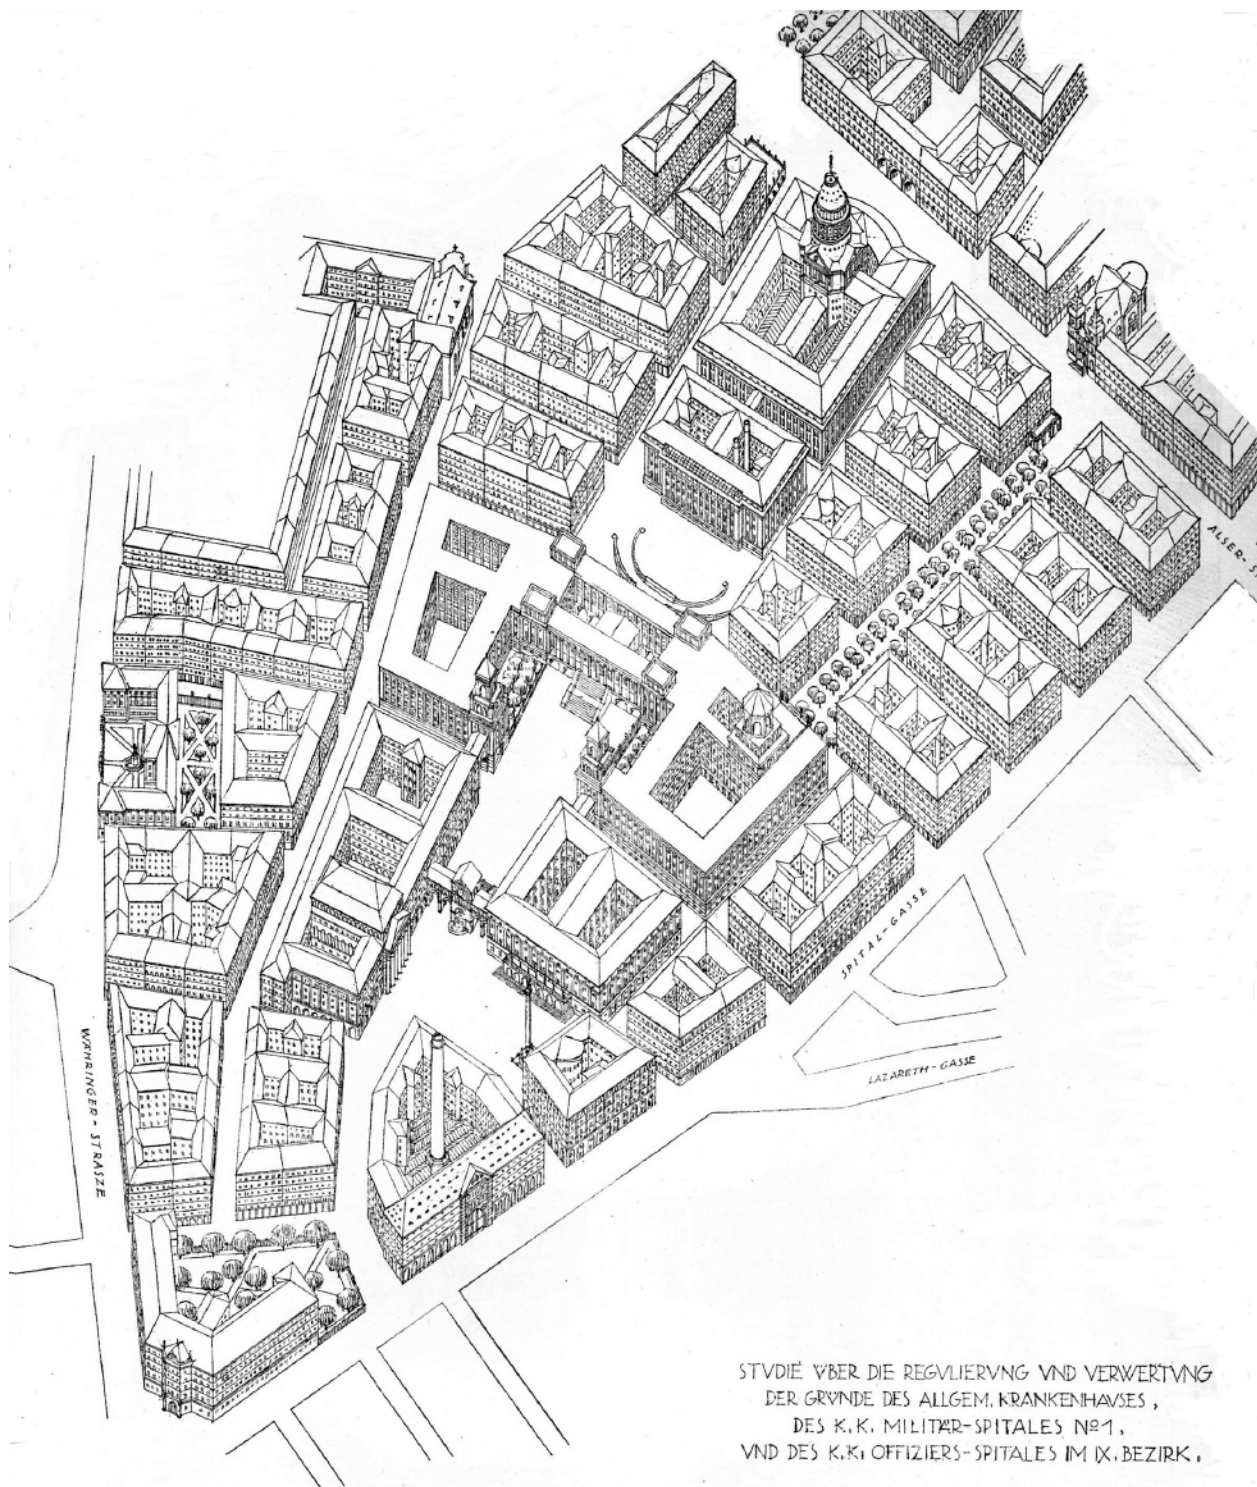 ALSER-S
SPITAL-GASSE
LAZARETH-GASSE
WÄHRINGER-STRASZE
STVDIE VBER DIE REGVLIERVNG VND VERWERTVNG
DER GRVNDE DES ALLGEM. KRANKENHAVSES,
DES K.K. MILITÄR-SPITALES No1,
VND DES K.K. OFFIZIERS-SPITALES IM IX. BEZIRK.